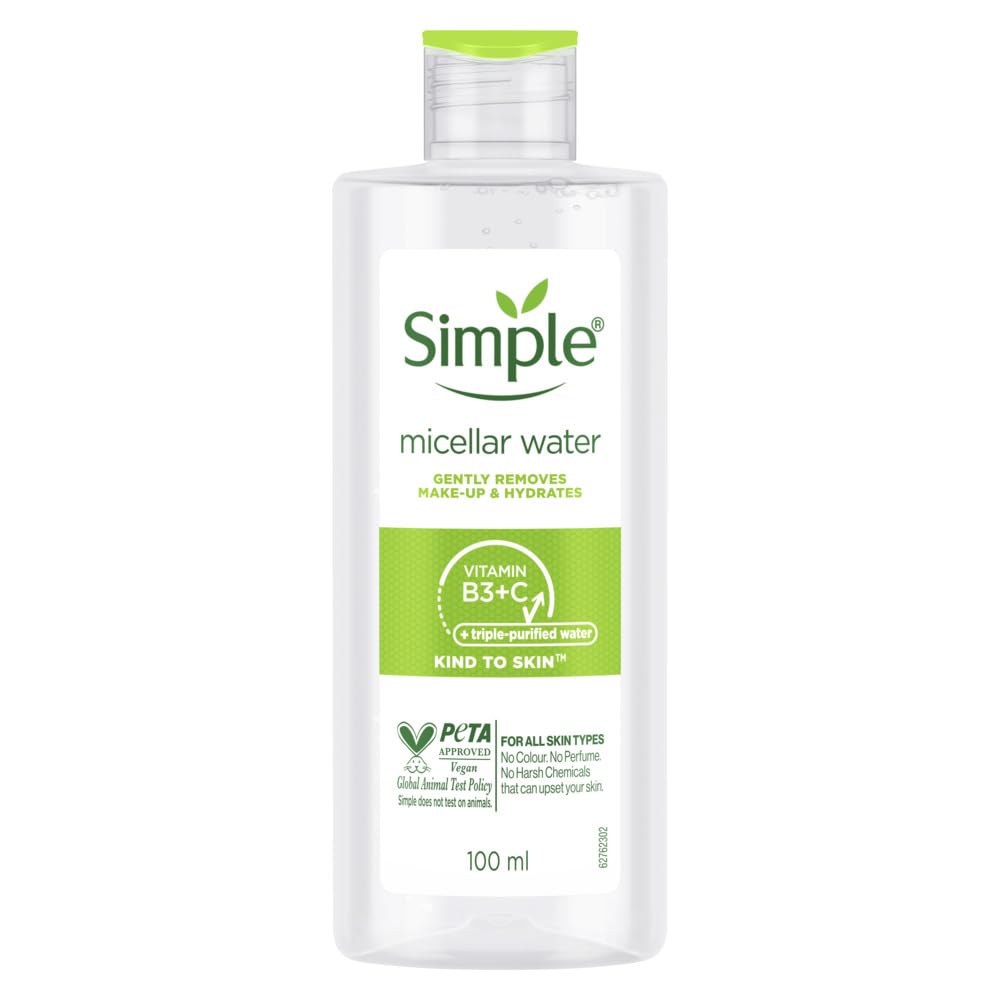 Simple®
micellar water
GENTLY REMOVES
MAKE-UP & HYDRATES
VITAMIN
B3+C
+ triple-purified water
KIND TO SKIN™
PETA
APPROVED
Vegan
Global Animal Test Policy
Simple does not test on animals.
FOR ALL SKIN TYPES
No Colour. No Perfume.
No Harsh Chemicals
that can upset your skin.
62762302
100 ml